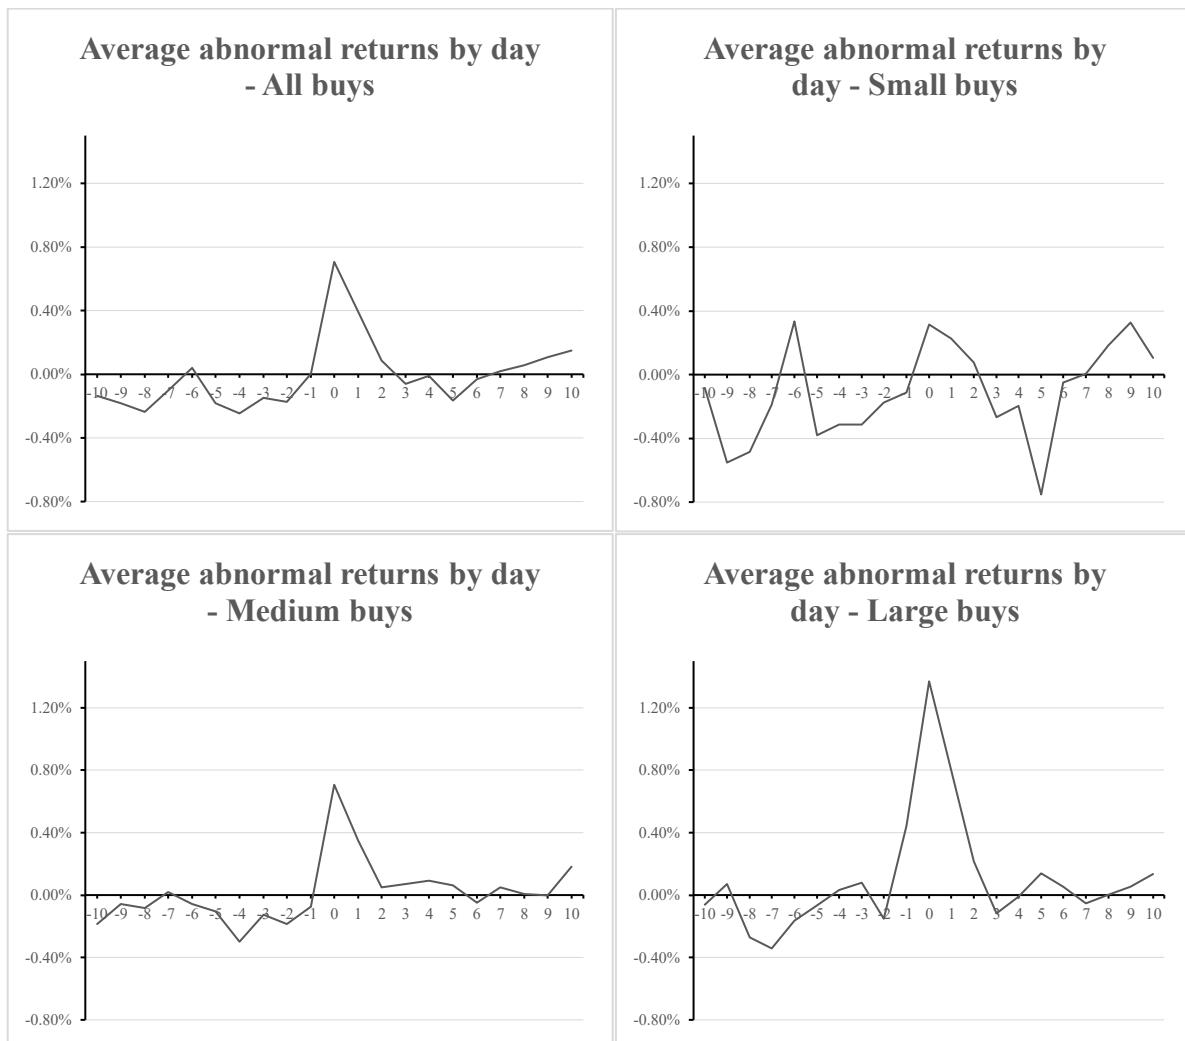 Average abnormal returns by day
- All buys
1.20%
0.80%
0.40%
0.00%
-0.40%
-0.80%
-10 -9 -8 -7 -6 -5 -4 -3 -2 -1 0 1 2 3 4 5 6 7 8 9 10
Average abnormal returns by
day - Small buys
1.20%
0.80%
0.40%
0.00%
-0.40%
-0.80%
-10 -9 -8 -7 -6 -5 -4 -3 -2 -1 0 1 2 3 4 5 6 7 8 9 10
Average abnormal returns by day
- Medium buys
1.20%
0.80%
0.40%
0.00%
-0.40%
-0.80%
-10 -9 -8 -7 -6 -5 -4 -3 -2 -1 0 1 2 3 4 5 6 7 8 9 10
Average abnormal returns by
day - Large buys
1.20%
0.80%
0.40%
0.00%
-0.40%
-0.80%
-10 -9 -8 -7 -6 -5 -4 -3 -2 -1 0 1 2 3 4 5 6 7 8 9 10